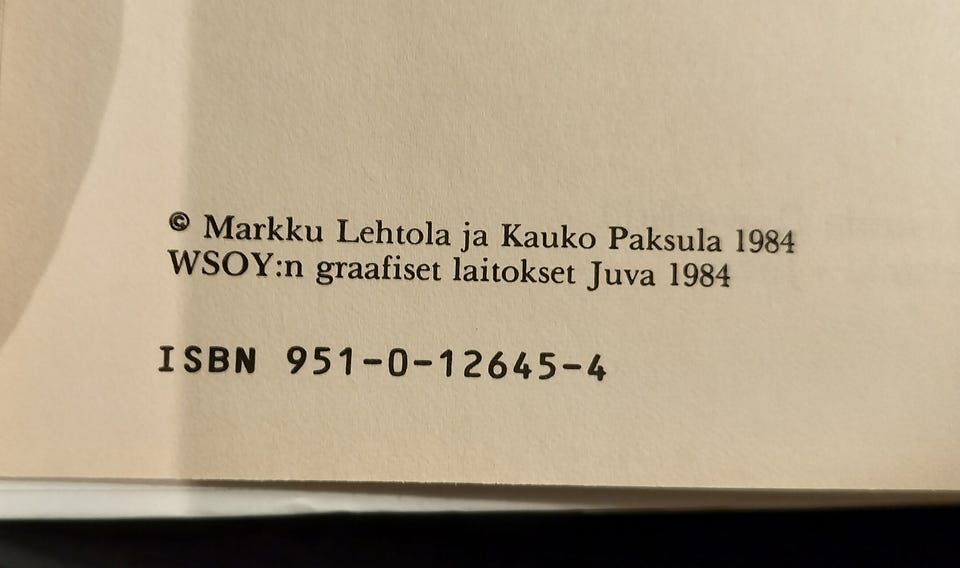 © Markku Lehtola ja Kauko Paksula 1984
WSOY:n graafiset laitokset Juva 1984
ISBN 951-0-12645-4